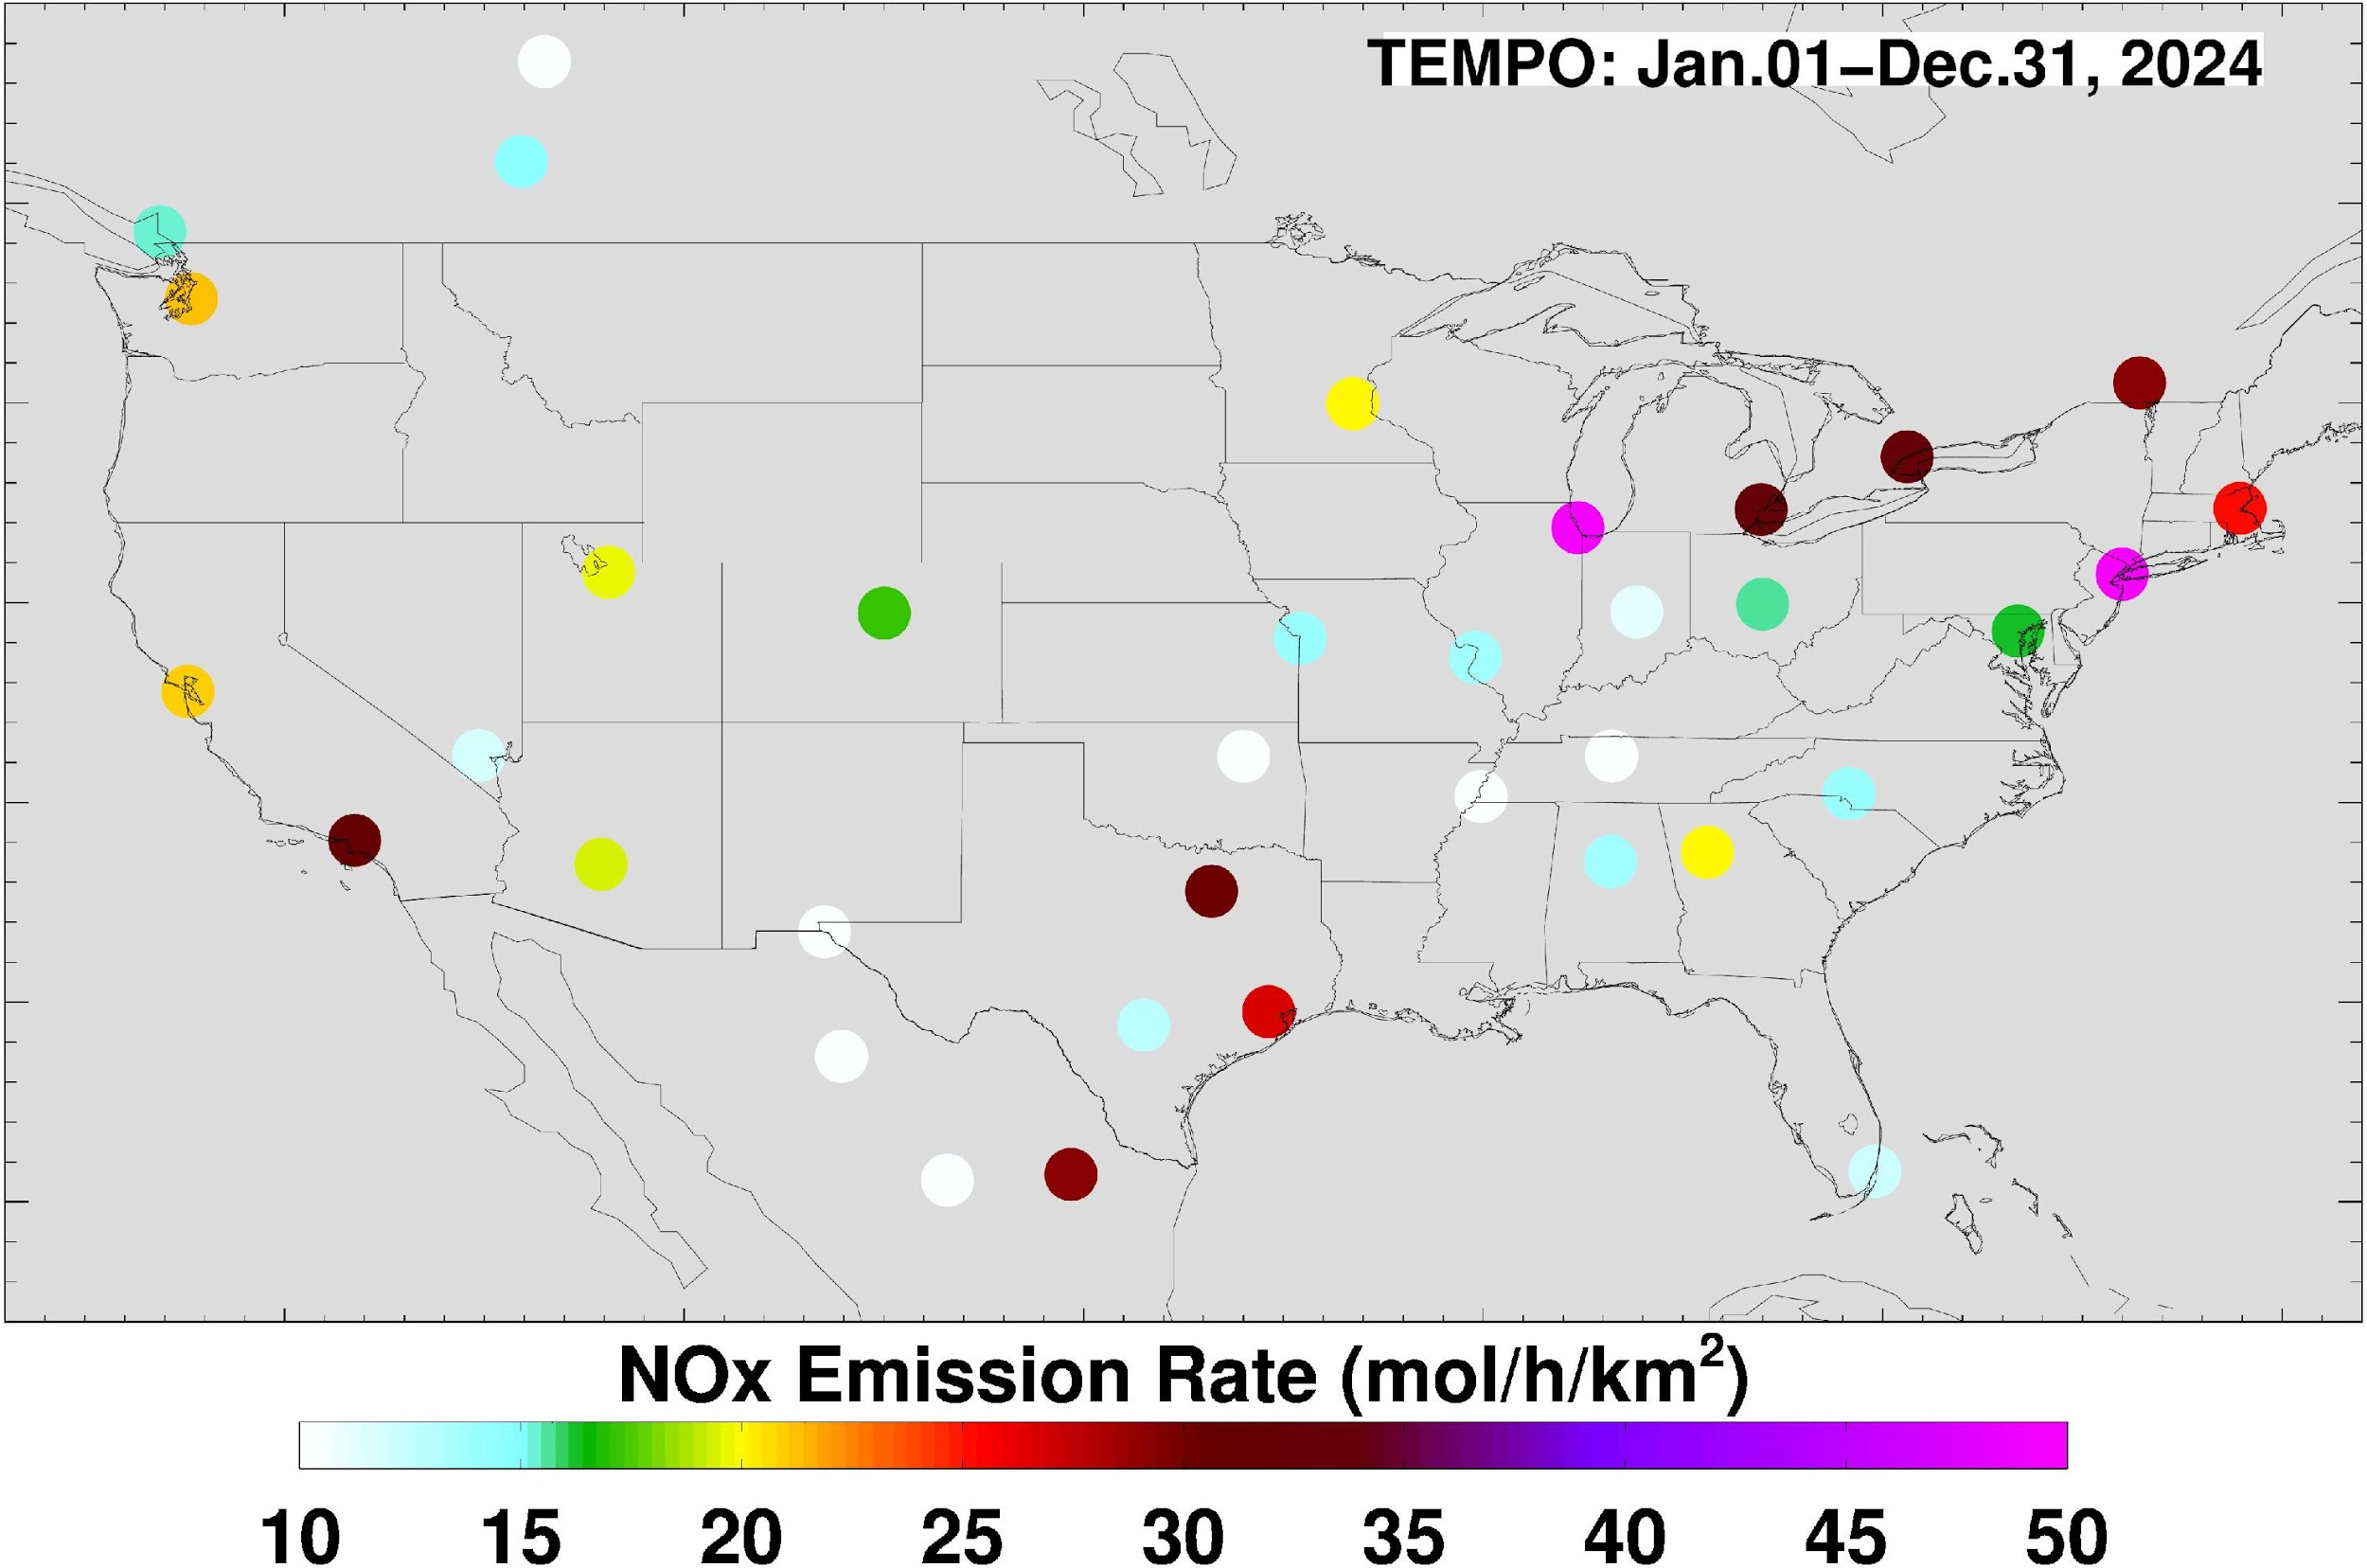 TEMPO: Jan.01–Dec.31, 2024
NOx Emission Rate (mol/h/km²)
10 15 20 25 30 35 40 45 50